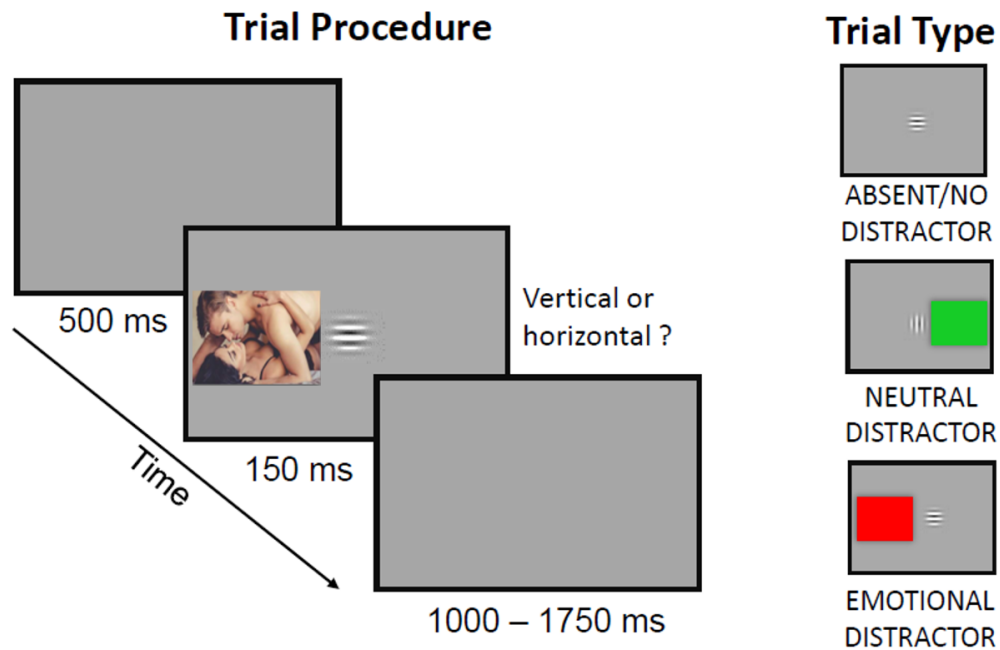 Trial Procedure
500 ms
Vertical or
horizontal ?
150 ms
Time
1000 – 1750 ms
Trial Type
ABSENT/NO
DISTRACTOR
NEUTRAL
DISTRACTOR
EMOTIONAL
DISTRACTOR